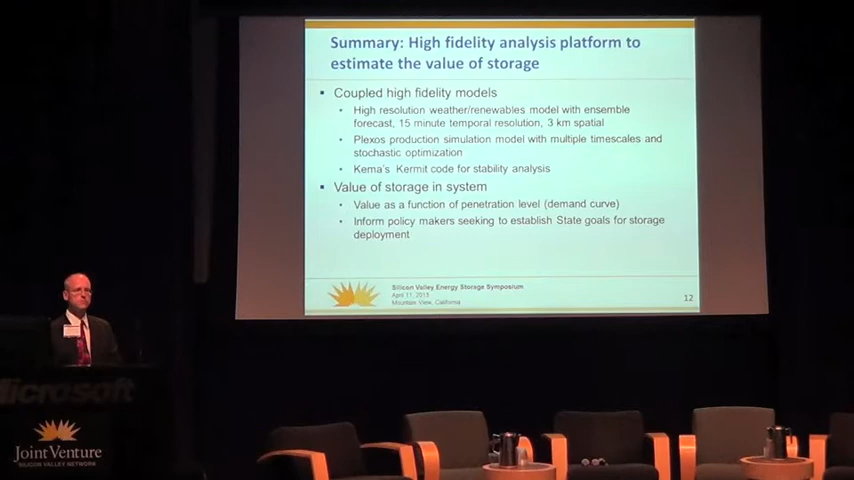 Summary: High fidelity analysis platform to
estimate the value of storage
▪ Coupled high fidelity models
• High resolution weather/renewables model with ensemble
forecast, 15 minute temporal resolution, 3 km spatial
• Plexos production simulation model with multiple timescales and
stochastic optimization
• Kema's Kermit code for stability analysis
▪ Value of storage in system
• Value as a function of penetration level (demand curve)
• Inform policy makers seeking to establish State goals for storage
deployment
Silicon Valley Energy Storage Symposium
April 11, 2013
Mountain View, California
12
Microsoft
Joint Venture
SILICON VALLEY NETWORK